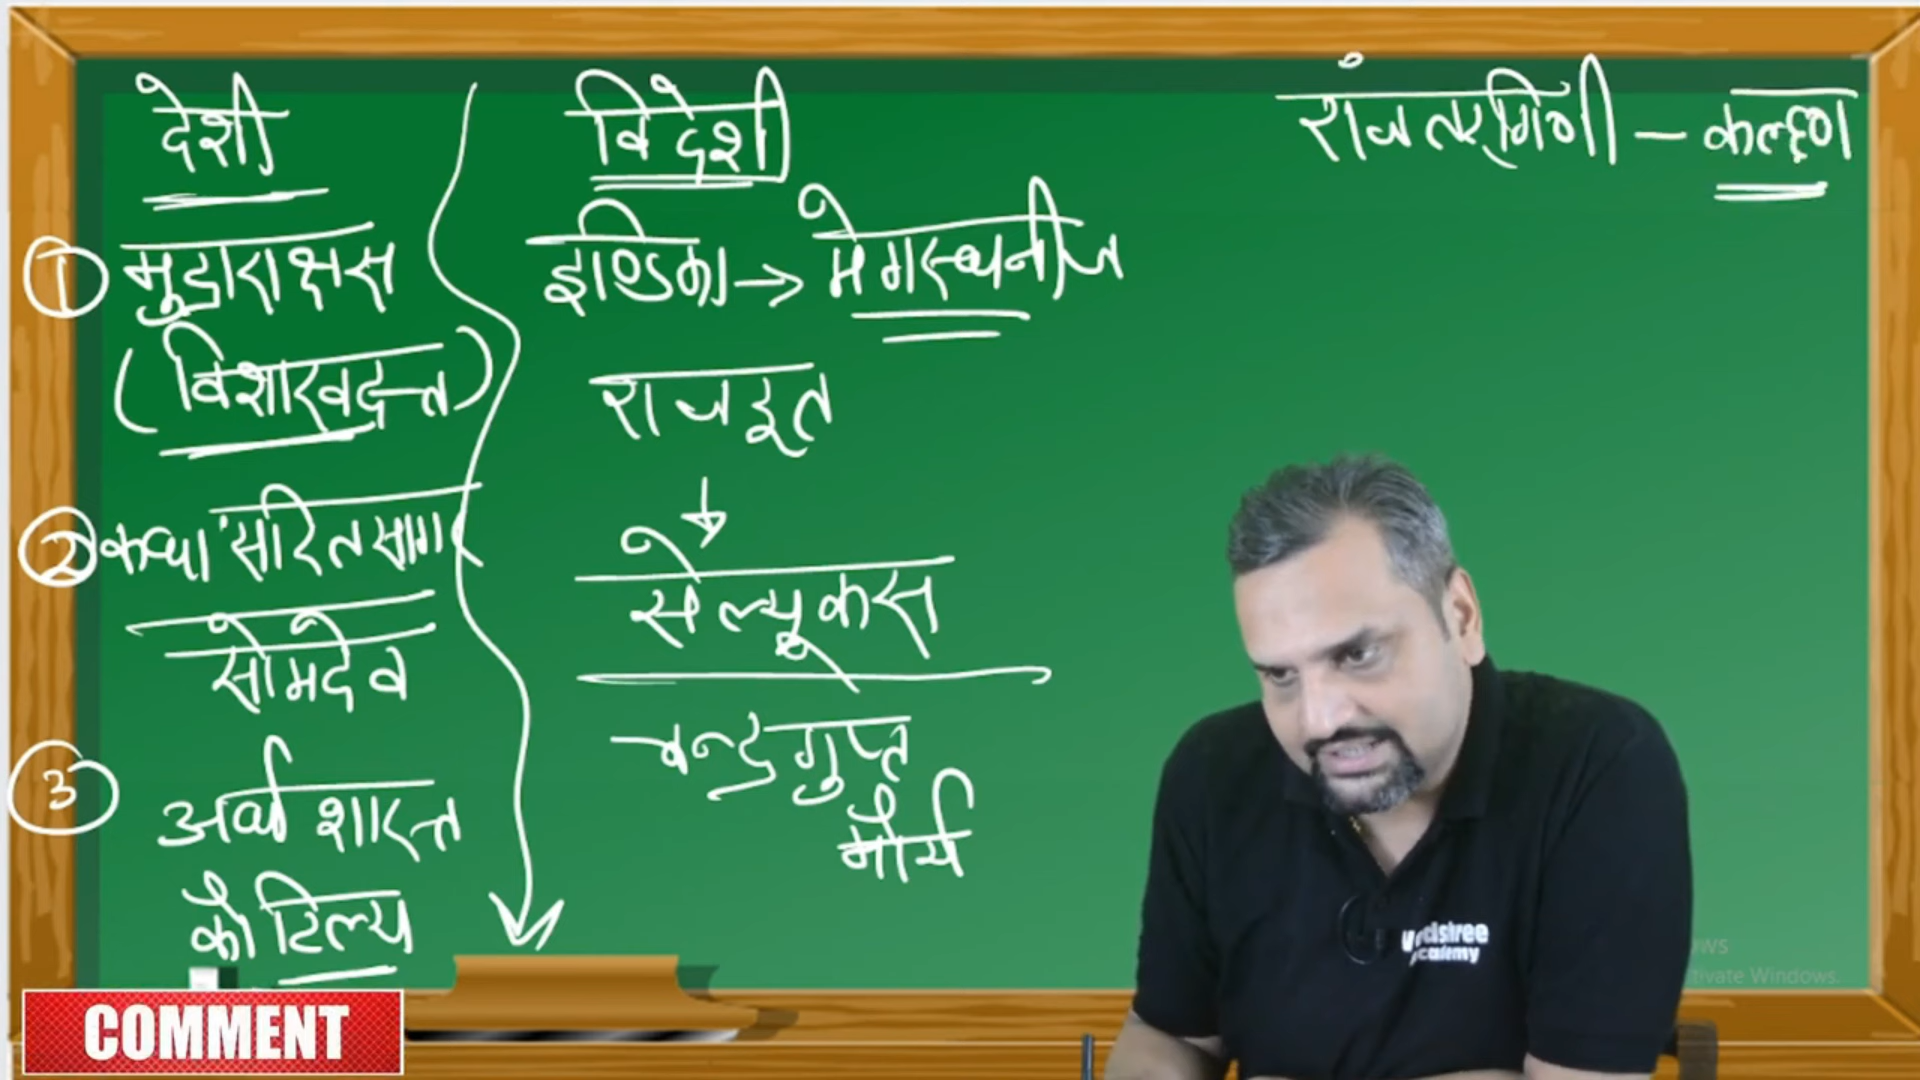 देशी
① मुद्राराक्षस
(विशाखदत्त)
② कथा सरितसागर
सोमदेव
③ अर्थशास्त्र
कौटिल्य
विदेशी
इण्डिका → मेगस्थनीज
राजदूत
↓
सेल्यूकस
चन्द्रगुप्त
मौर्य
राजतरंगिणी — कल्हण
COMMENT
academy